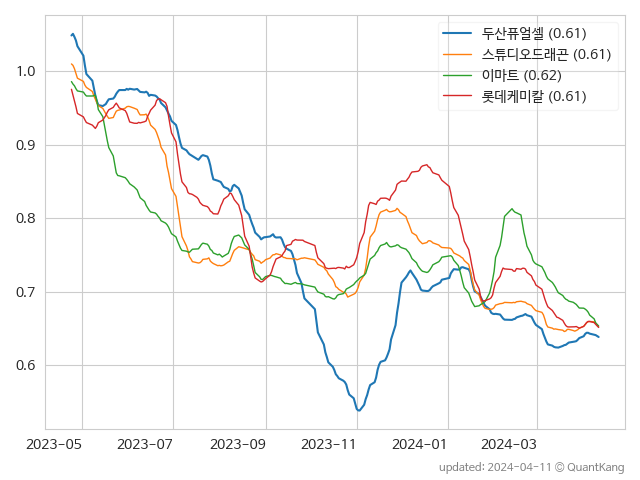 두산퓨얼셀 (0.61)
스튜디오드래곤 (0.61)
이마트 (0.62)
롯데케미칼 (0.61)
1.0
0.9
0.8
0.7
0.6
2023-05 2023-07 2023-09 2023-11 2024-01 2024-03
updated: 2024-04-11 © QuantKang